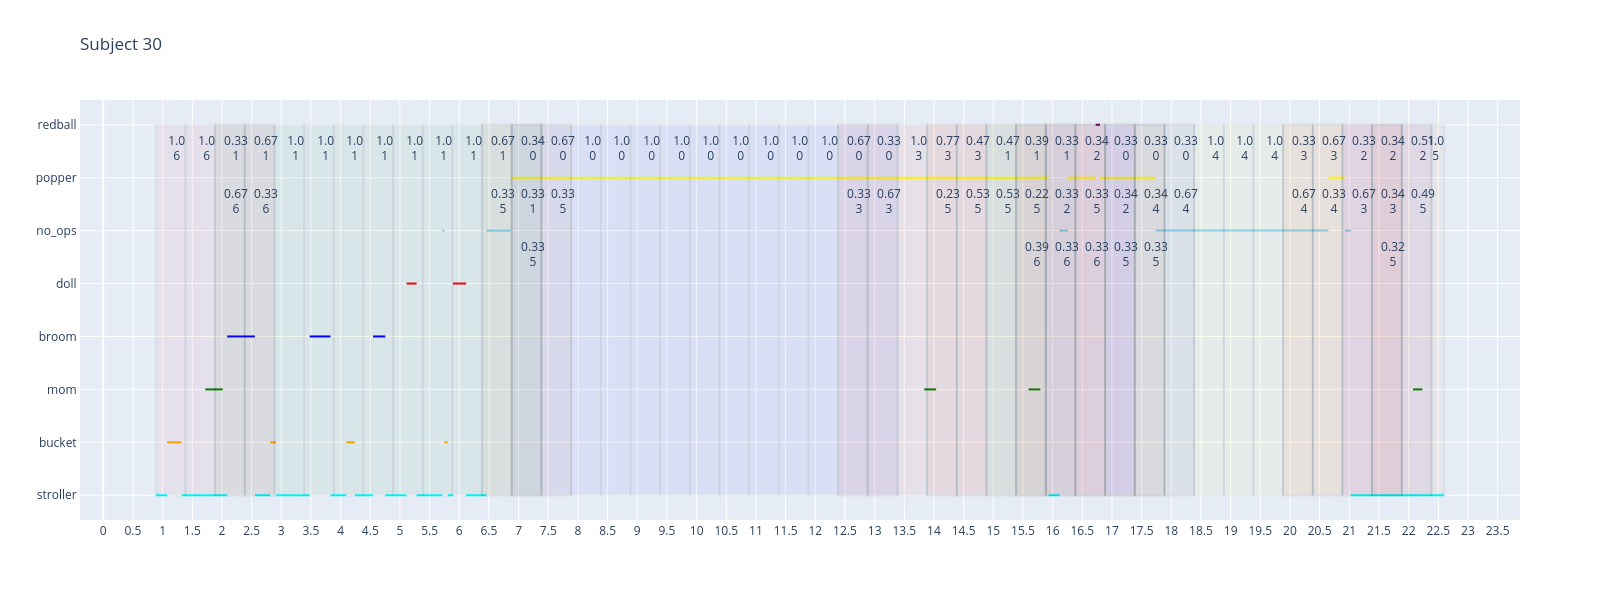 Subject 30
redball
1.0 1.0 0.33 0.67 1.0 1.0 1.0 1.0 1.0 1.0 1.0 0.67 0.34 0.67 1.0 1.0 1.0 1.0 1.0 1.0 1.0 1.0 1.0 0.67 0.33 1.0 0.77 0.47 0.47 0.39 0.33 0.34 0.33 0.33 0.33 1.0 1.0 1.0 0.33 0.67 0.33 0.34 0.51 1.0
6 6 1 1 1 1 1 1 1 1 1 1 0 0 0 0 0 0 0 0 0 0 0 0 0 3 3 3 1 1 1 2 0 0 0 4 4 4 3 3 2 2 2 5
popper
0.67 0.33 0.33 0.33 0.33 0.33 0.67 0.23 0.53 0.53 0.22 0.33 0.33 0.34 0.34 0.67 0.67 0.33 0.67 0.34 0.49
6 6 5 1 5 3 3 5 5 5 5 2 5 2 4 4 4 4 3 3 5
no_ops
0.33 0.39 0.33 0.33 0.33 0.33 0.32
5 6 6 6 5 5 5
doll
broom
mom
bucket
stroller
0 0.5 1 1.5 2 2.5 3 3.5 4 4.5 5 5.5 6 6.5 7 7.5 8 8.5 9 9.5 10 10.5 11 11.5 12 12.5 13 13.5 14 14.5 15 15.5 16 16.5 17 17.5 18 18.5 19 19.5 20 20.5 21 21.5 22 22.5 23 23.5